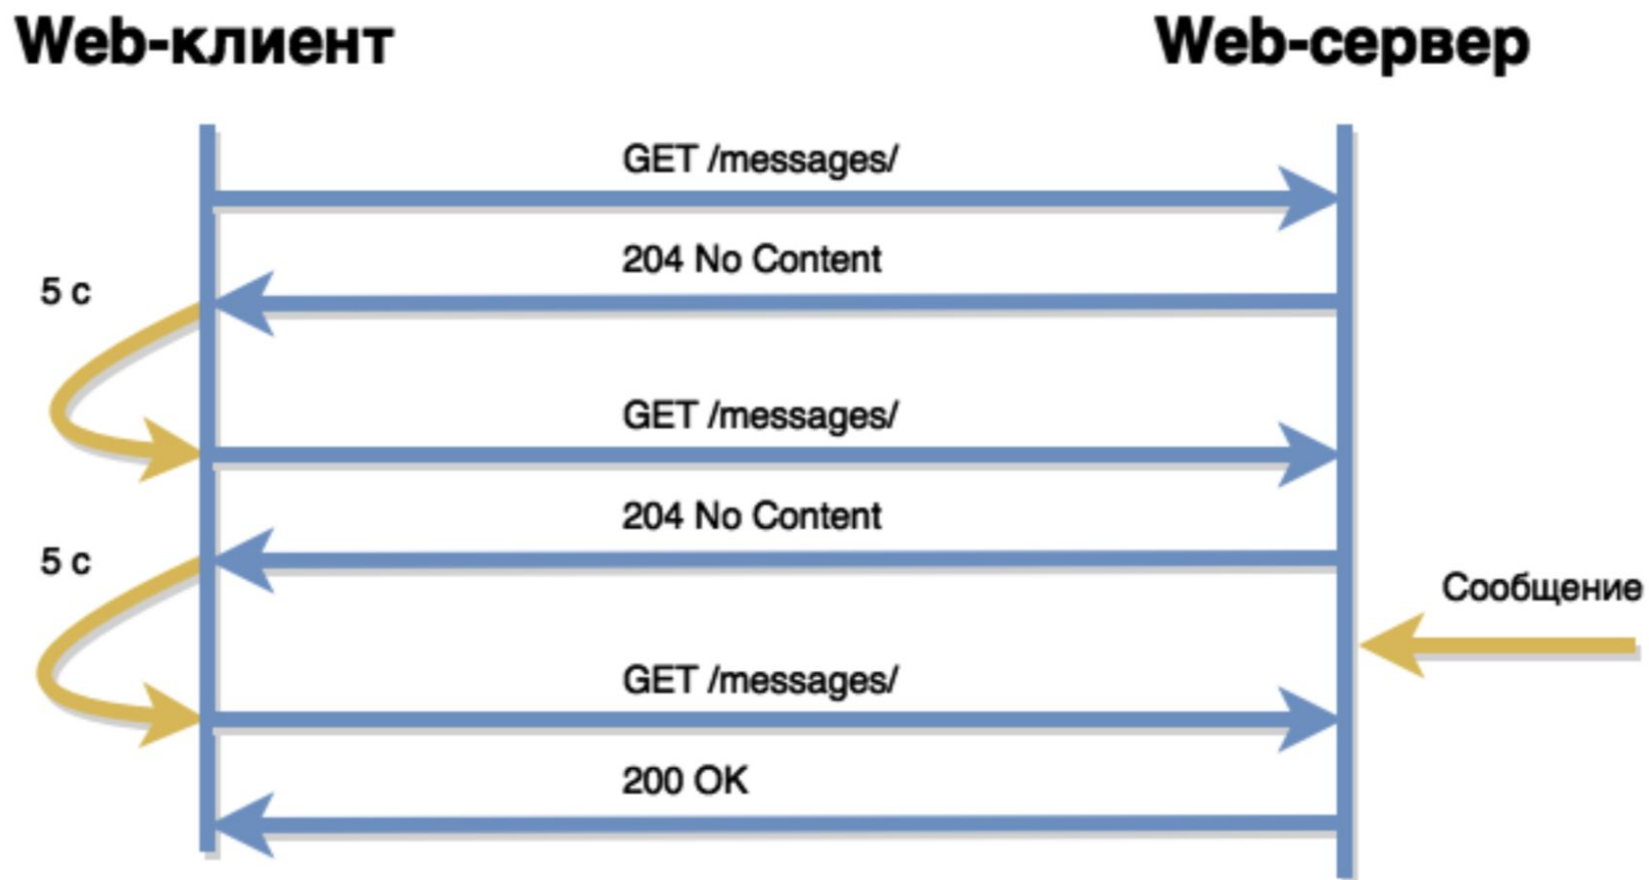 Web-клиент
Web-сервер
GET /messages/
204 No Content
5 с
GET /messages/
204 No Content
5 с
Сообщение
GET /messages/
200 OK